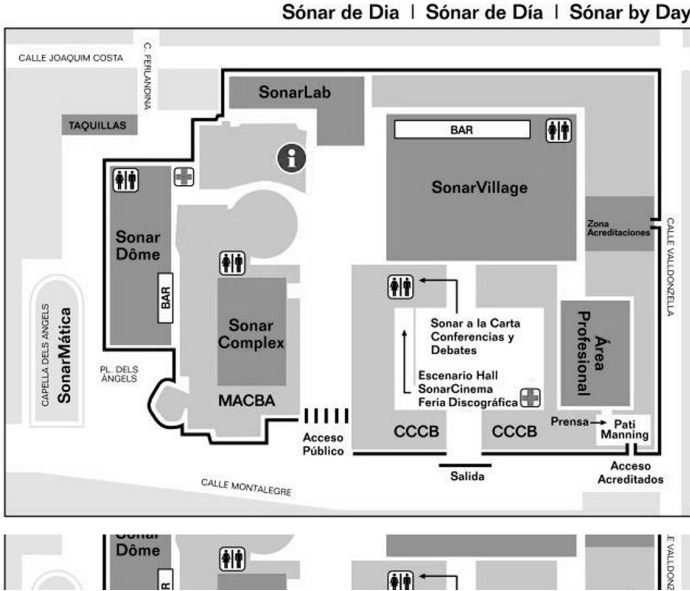 Sónar de Dia | Sónar de Día | Sónar by Day
CALLE JOAQUIM COSTA
C. FERLANDINA
SonarLab
TAQUILLAS
BAR
SonarVillage
Zona
Acreditaciones
CALLE VALLDONZELLA
Sonar
Dôme
BAR
Sonar
Complex
MACBA
CAPELLA DELS ANGELS
SonarMática
PL. DELS
ÀNGELS
Sonar a la Carta
Conferencias y
Debates
Escenario Hall
SonarCinema
Feria Discográfica
Área
Profesional
CCCB
CCCB
Prensa
Pati
Manning
Acceso
Público
Salida
Acceso
Acreditados
CALLE MONTALEGRE
Sonar
Dôme